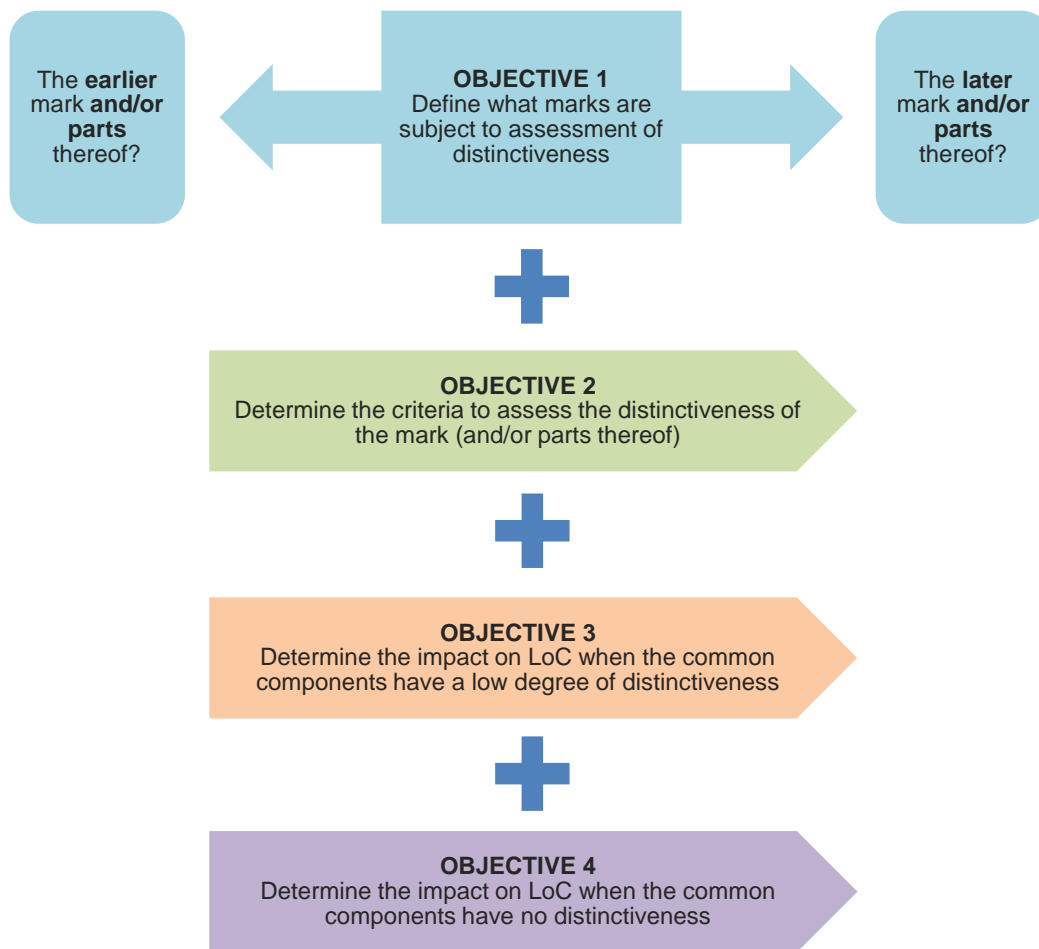 The earlier
mark and/or
parts
thereof?
OBJECTIVE 1
Define what marks are
subject to assessment of
distinctiveness
The later
mark and/or
parts
thereof?
OBJECTIVE 2
Determine the criteria to assess the distinctiveness of
the mark (and/or parts thereof)
OBJECTIVE 3
Determine the impact on LoC when the common
components have a low degree of distinctiveness
OBJECTIVE 4
Determine the impact on LoC when the common
components have no distinctiveness